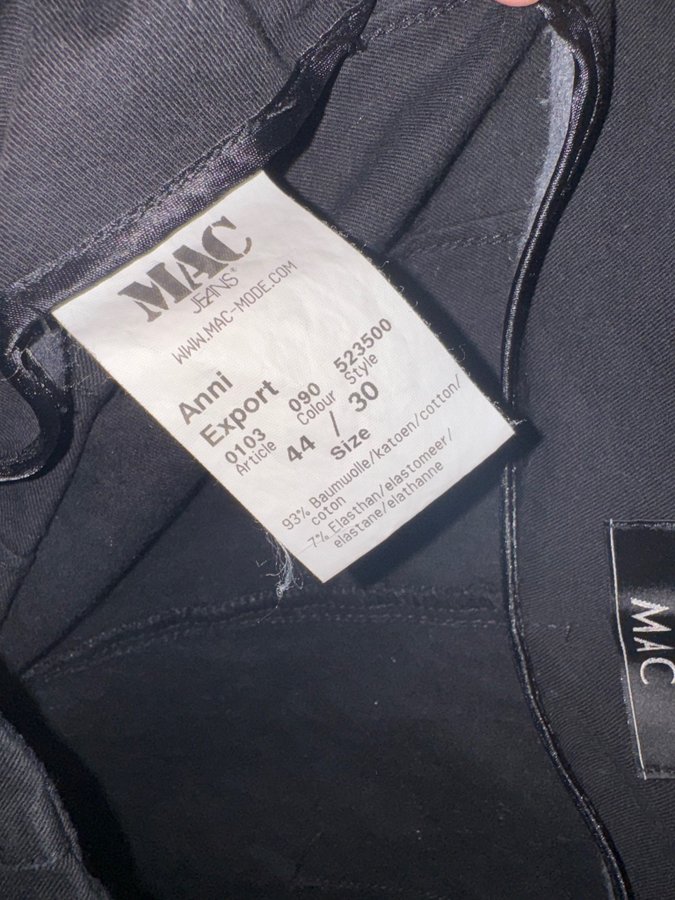 MAC
JEANS®
WWW.MAC-MODE.COM
Anni
Export
0103 090 523500
Article Colour Style
44 / 30
Size
93% Baumwolle/katoen/cotton/
coton
7% Elasthan/elastomeer/
elastane/elathanne
MAC